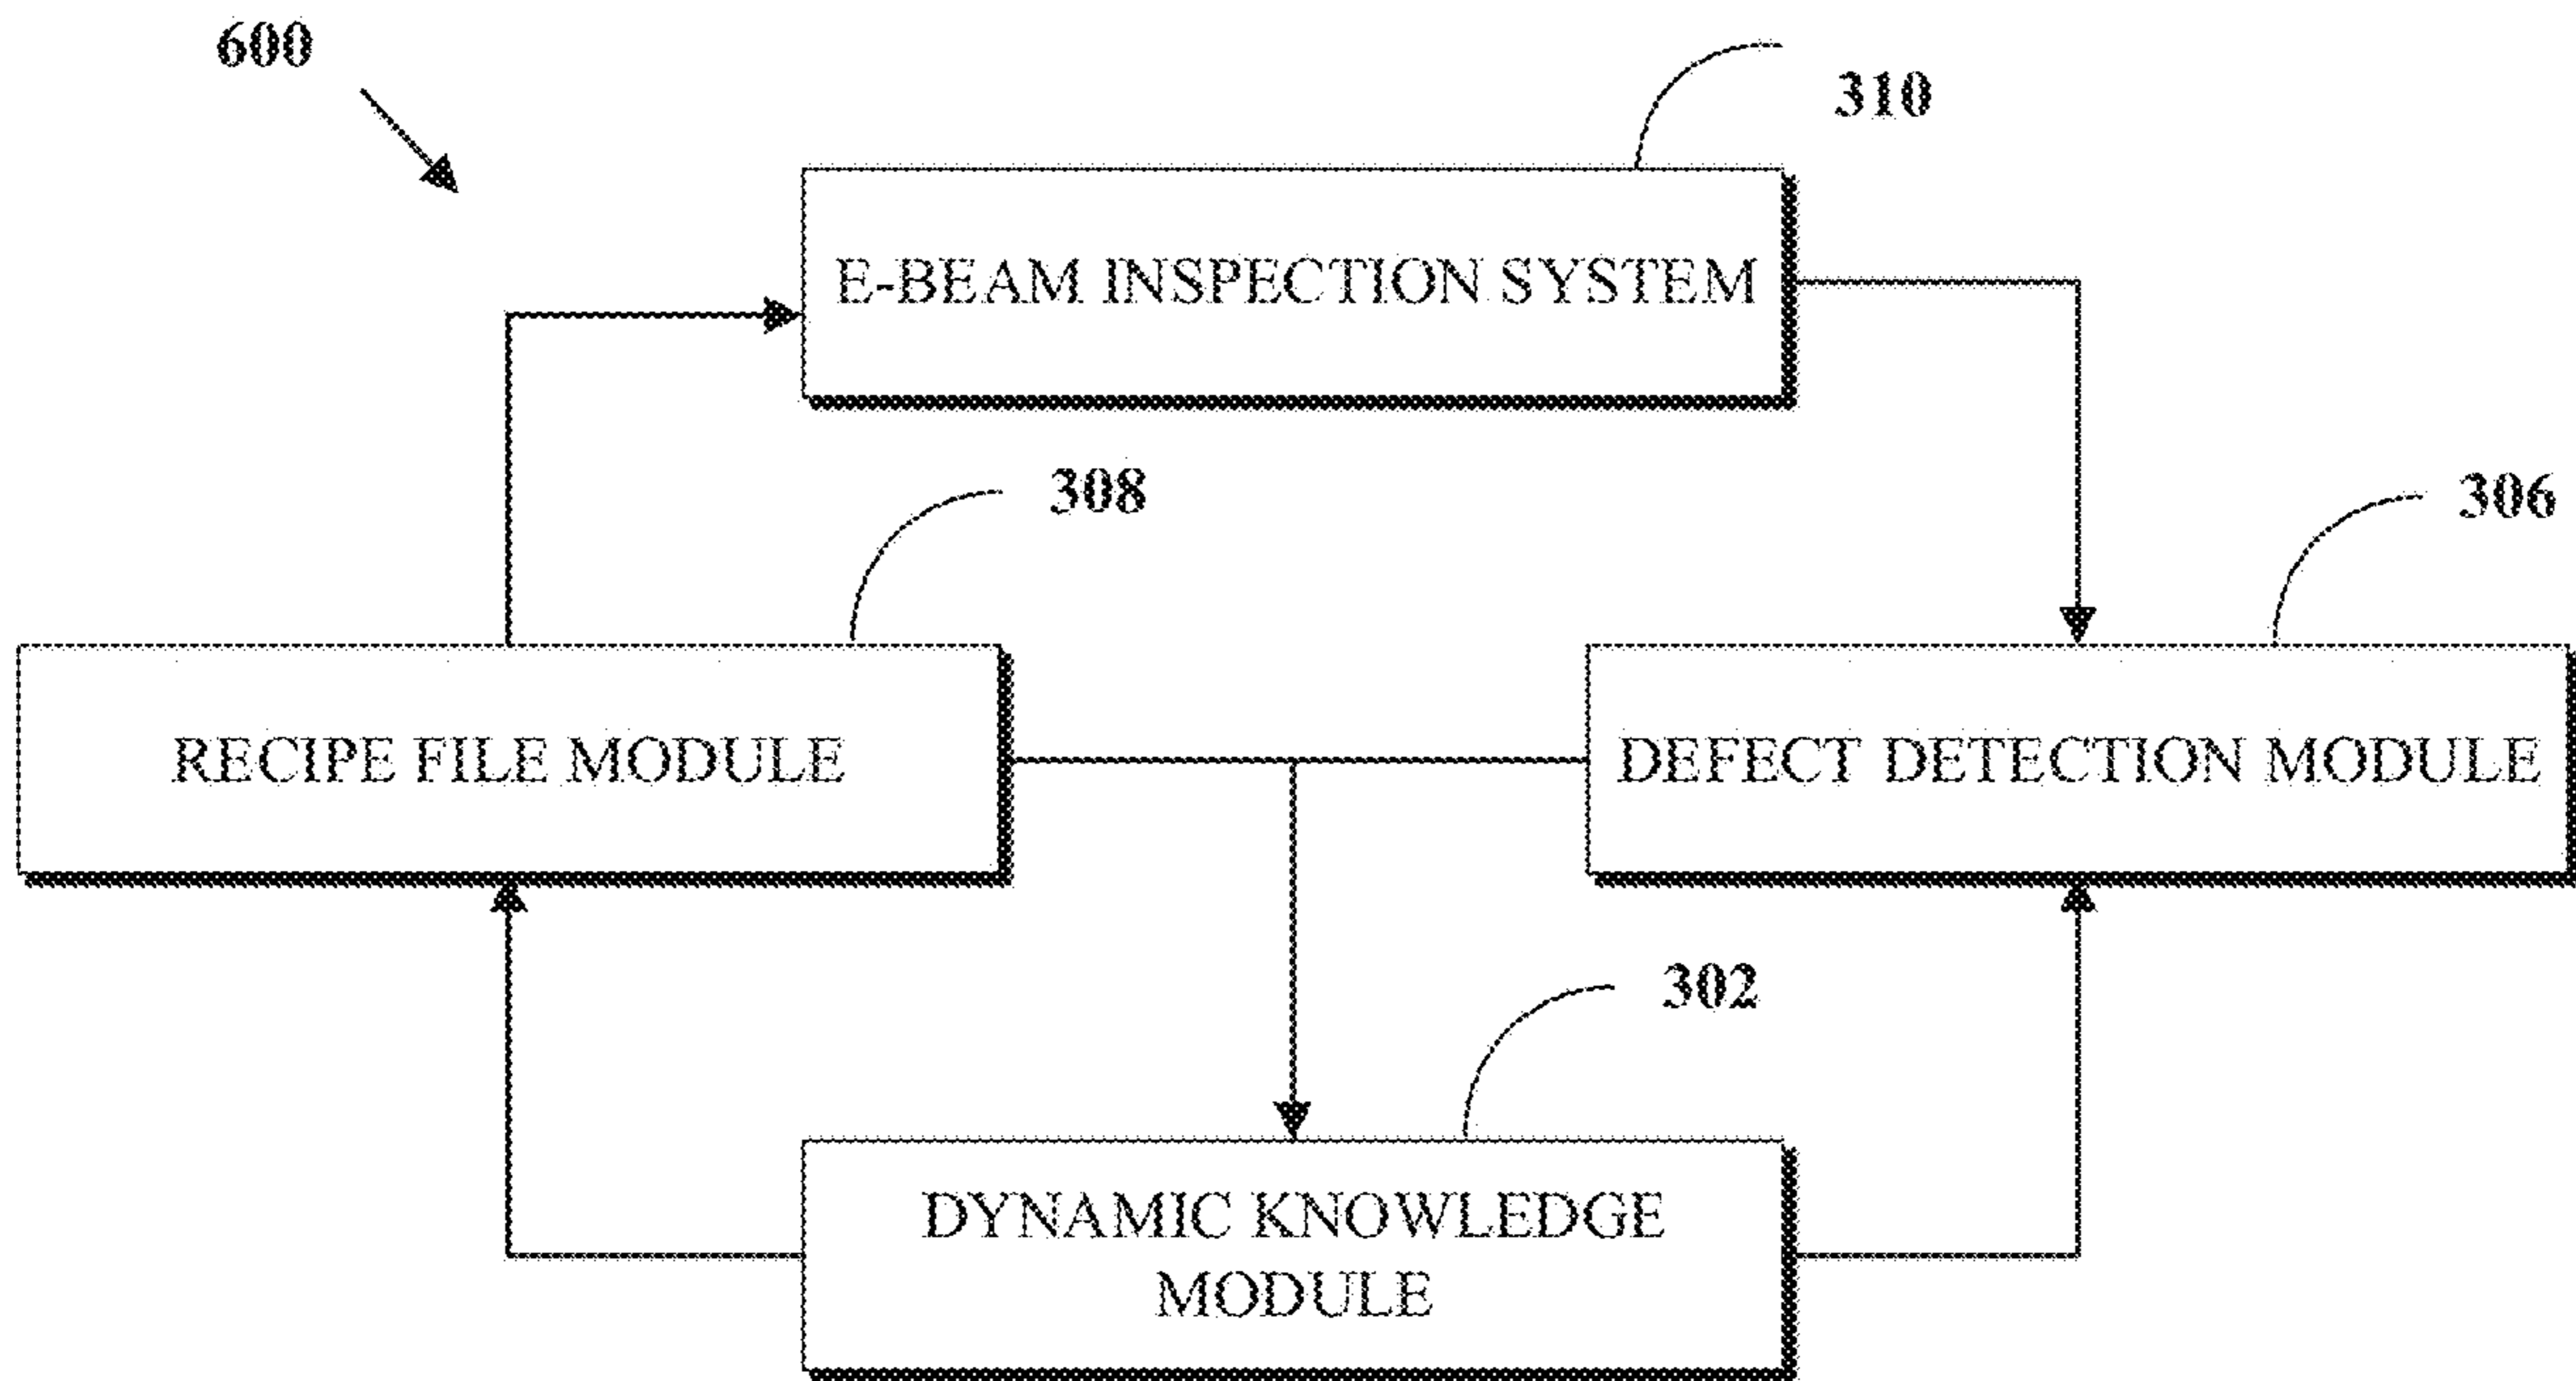 600
310
E-BEAM INSPECTION SYSTEM
308
306
RECIPE FILE MODULE
DEFECT DETECTION MODULE
302
DYNAMIC KNOWLEDGE
MODULE